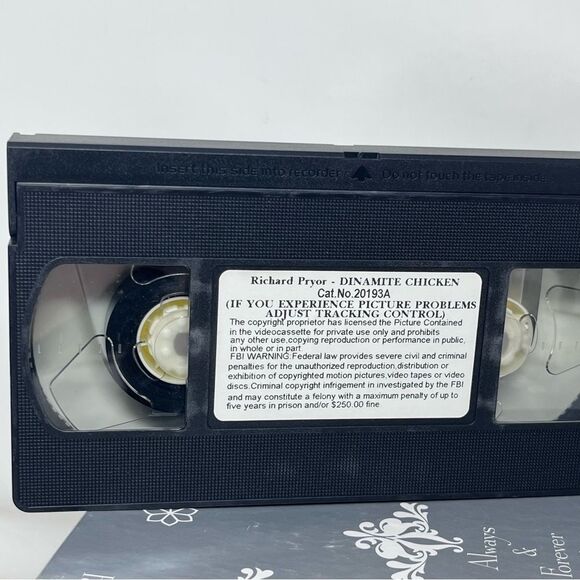 Insert this side into recorder Do not touch the tape inside
Richard Pryor - DINAMITE CHICKEN
Cat.No.20193A
(IF YOU EXPERIENCE PICTURE PROBLEMS
ADJUST TRACKING CONTROL)
The copyright proprietor has licensed the Picture Contained
in the videocassette for private use only and prohibits
any other use,copying reproduction or performance in public,
in whole or in part.
FBI WARNING:Federal law provides severe civil and criminal
penalties for the unauthorized reproduction,distribution or
exhibition of copyrighted motion pictures,video tapes or video
discs.Criminal copyright infrigement in investigated by the FBI
and may constitute a felony with a maximum penalty of up to
five years in prison and/or $250.00 fine.
Always
&
Forever